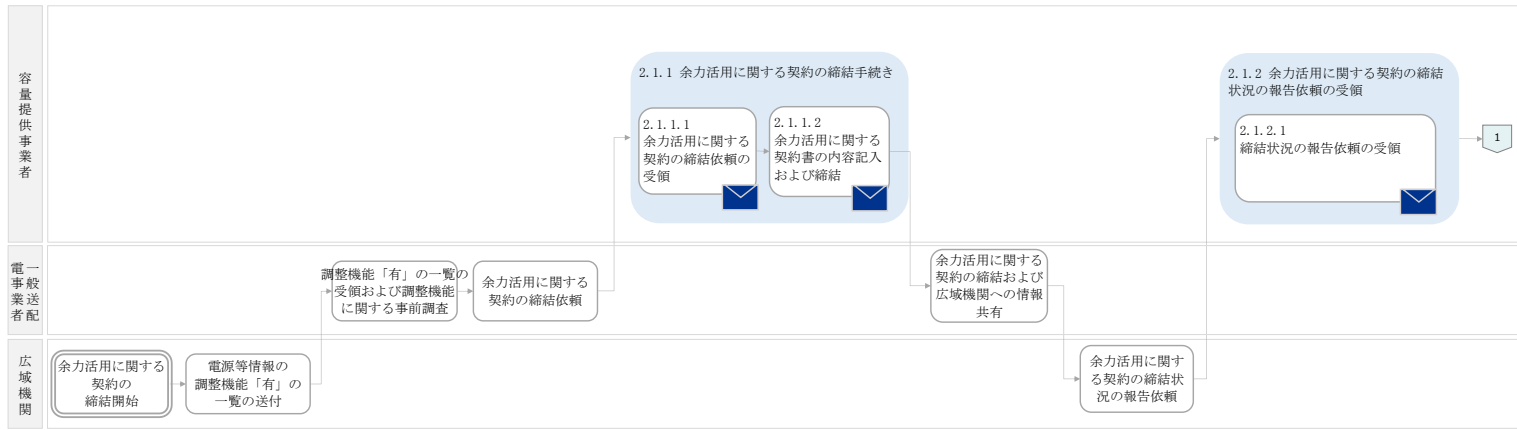 容量提供事業者
2.1.1 余力活用に関する契約の締結手続き
2.1.1.1
余力活用に関する
契約の締結依頼の
受領
2.1.1.2
余力活用に関する
契約書の内容記入
および締結
2.1.2 余力活用に関する契約の締結
状況の報告依頼の受領
2.1.2.1
締結状況の報告依頼の受領
1
一般送配
電事業者
調整機能「有」の一覧の
受領および調整機能
に関する事前調査
余力活用に関する
契約の締結依頼
余力活用に関する
契約の締結および
広域機関への情報
共有
広域機関
余力活用に関する
契約の
締結開始
電源等情報の
調整機能「有」の
一覧の送付
余力活用に関す
る契約の締結状
況の報告依頼